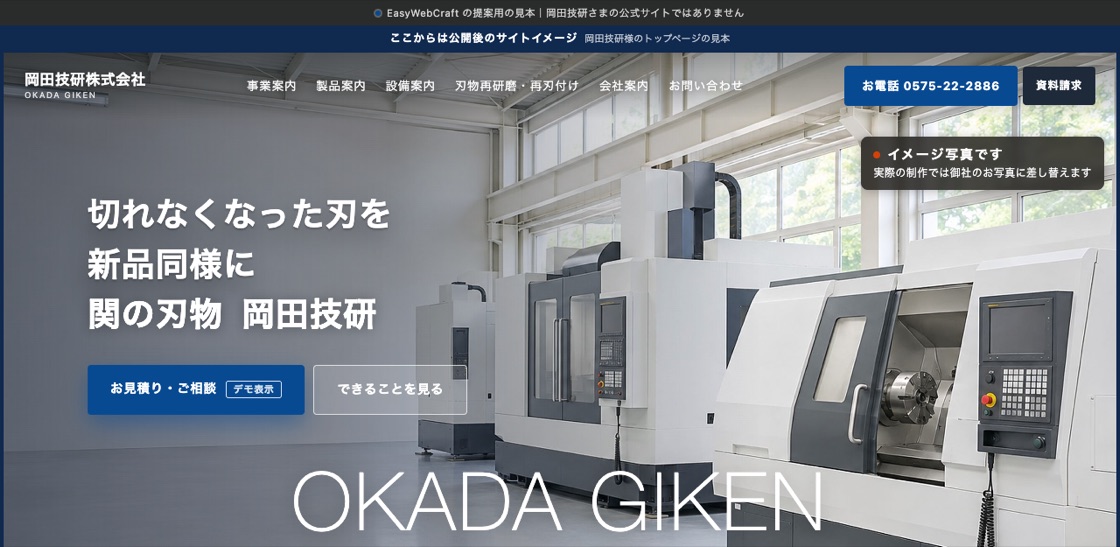 EasyWebCraft の提案用の見本｜岡田技研さまの公式サイトではありません
ここからは公開後のサイトイメージ 岡田技研様のトップページの見本
岡田技研株式会社
OKADA GIKEN
事業案内 製品案内 設備案内 刃物再研磨・再刃付け 会社案内 お問い合わせ
お電話 0575-22-2886
資料請求
イメージ写真です
実際の制作では御社のお写真に差し替えます
切れなくなった刃を
新品同様に
関の刃物 岡田技研
お見積り・ご相談 デモ表示
できることを見る
OKADA GIKEN